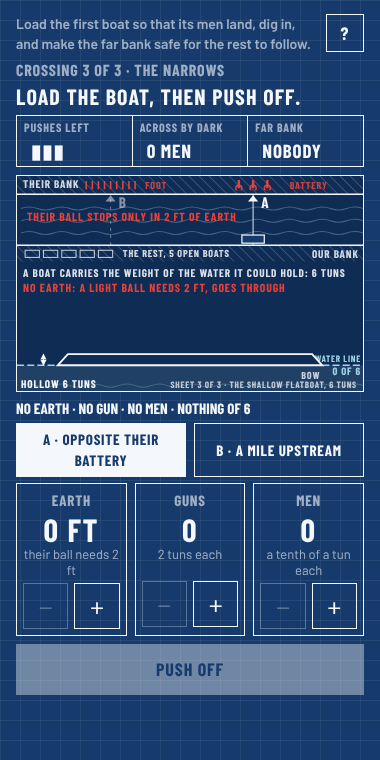 Load the first boat so that its men land, dig in,
and make the far bank safe for the rest to follow.
?
CROSSING 3 OF 3 · THE NARROWS
LOAD THE BOAT, THEN PUSH OFF.
PUSHES LEFT
ACROSS BY DARK
0 MEN
FAR BANK
NOBODY
THEIR BANK
FOOT
BATTERY
B
A
THEIR BALL STOPS ONLY IN 2 FT OF EARTH
THE REST, 5 OPEN BOATS
OUR BANK
A BOAT CARRIES THE WEIGHT OF THE WATER IT COULD HOLD: 6 TUNS
NO EARTH: A LIGHT BALL NEEDS 2 FT, GOES THROUGH
WATER LINE
0 OF 6
BOW
HOLLOW 6 TUNS
SHEET 3 OF 3 · THE SHALLOW FLATBOAT, 6 TUNS
NO EARTH · NO GUN · NO MEN · NOTHING OF 6
A · OPPOSITE THEIR
BATTERY
B · A MILE UPSTREAM
EARTH
0 FT
their ball needs 2
ft
− +
GUNS
0
2 tuns each
− +
MEN
0
a tenth of a tun
each
− +
PUSH OFF